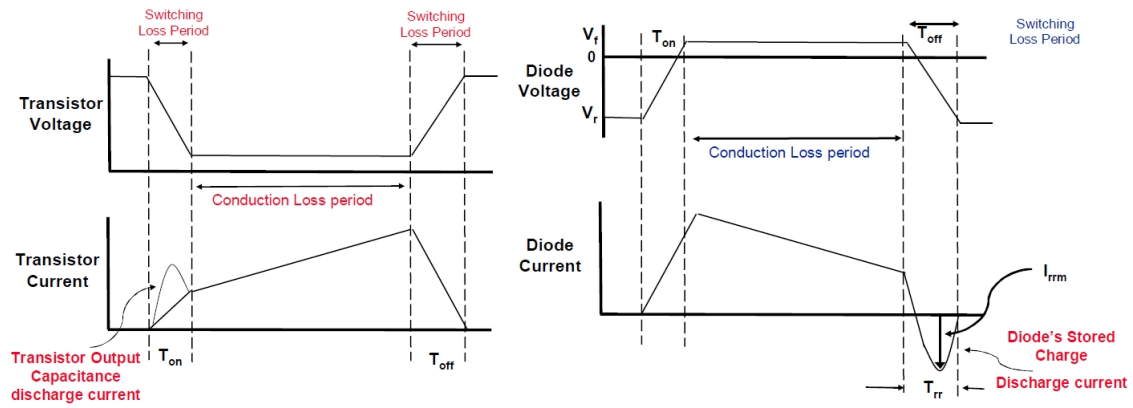 Switching
Loss Period
Switching
Loss Period
Transistor
Voltage
Conduction Loss period
Transistor
Current
Transistor Output
Capacitance
discharge current
Ton
Toff
Switching
Loss Period
Vf
Ton
Toff
0
Diode
Voltage
Vr
Conduction Loss period
Diode
Current
Irrm
Diode's Stored
Charge
Trr
Discharge current